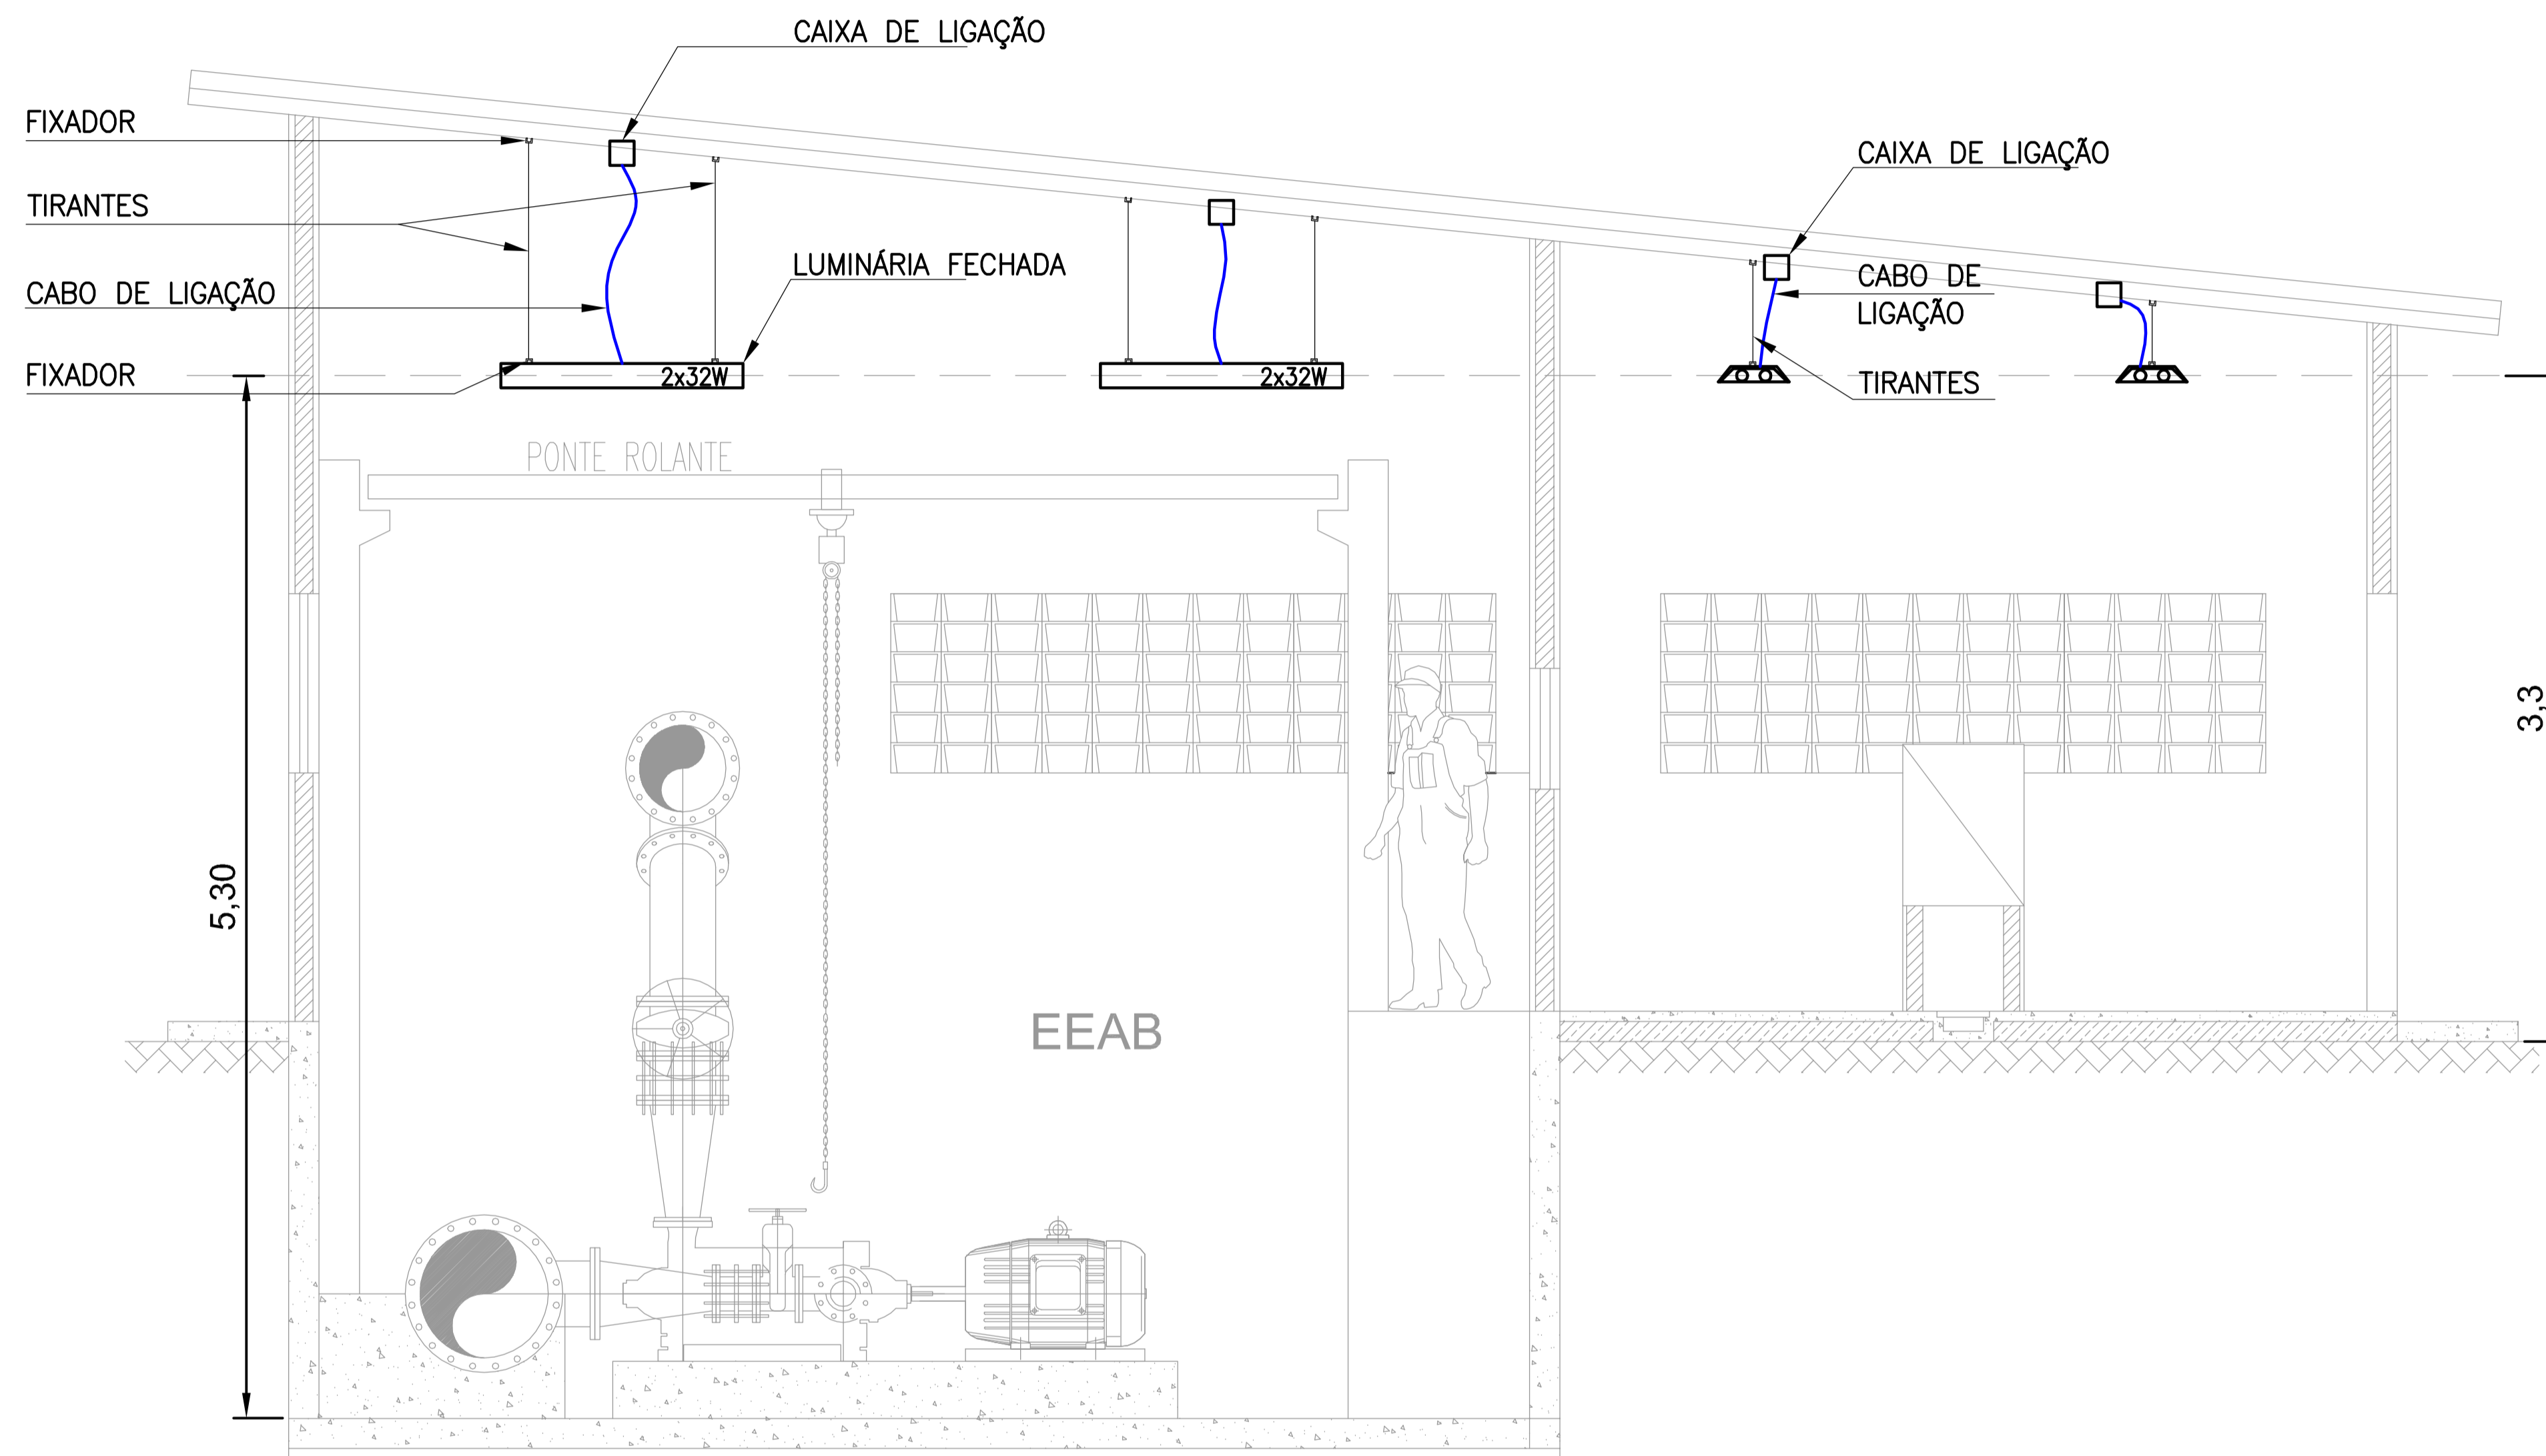 CAIXA DE LIGAÇÃO
FIXADOR
CAIXA DE LIGAÇÃO
TIRANTES
LUMINÁRIA FECHADA
CABO DE LIGAÇÃO
CABO DE
LIGAÇÃO
FIXADOR
2x32W
2x32W
TIRANTES
PONTE ROLANTE
3,3
5,30
EEAB